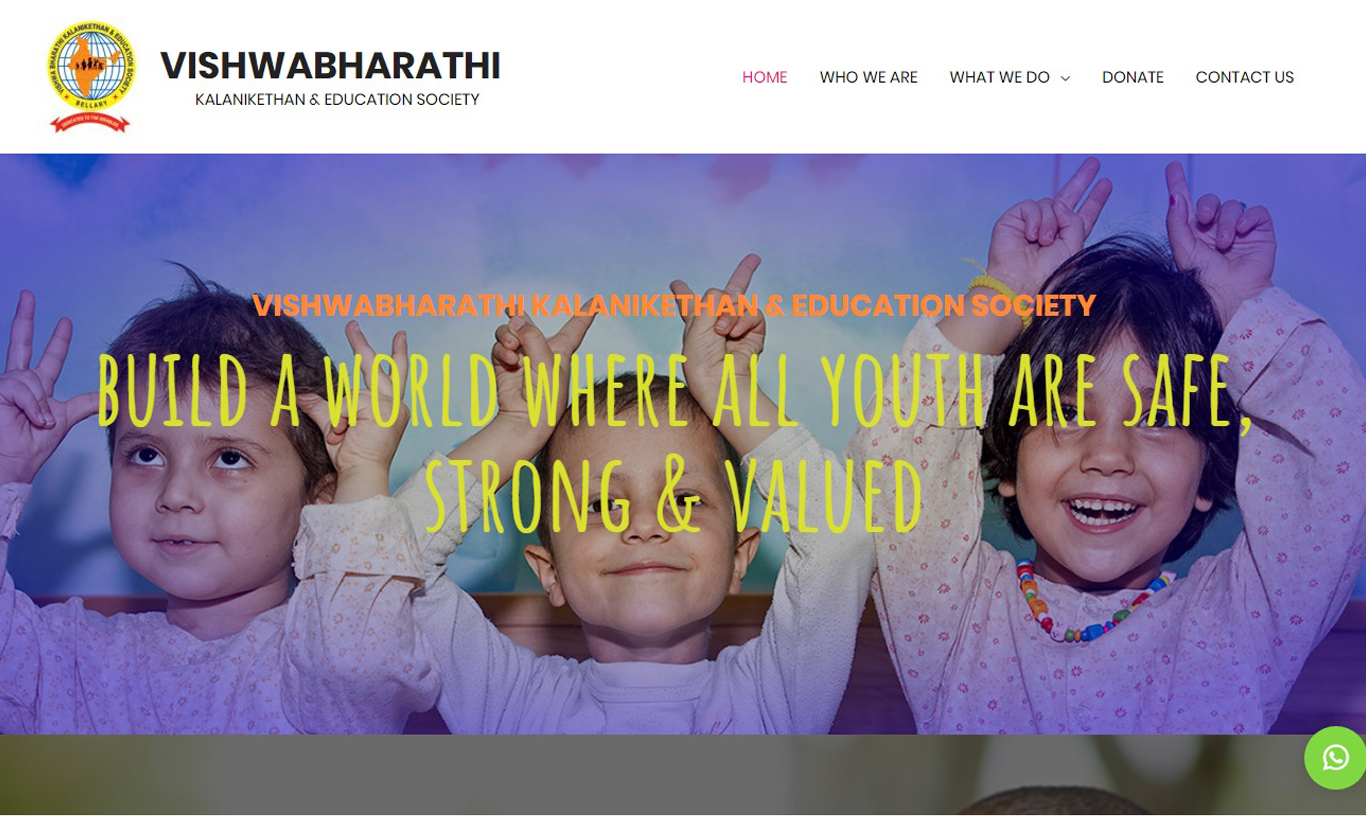 VISHWA BHARATHI KALANIKETHAN & EDUCATION SOCIETY
BELLARY
DEDICATED TO THE DISABLED
VISHWABHARATHI
KALANIKETHAN & EDUCATION SOCIETY
HOME WHO WE ARE WHAT WE DO DONATE CONTACT US
VISHWABHARATHI KALANIKETHAN & EDUCATION SOCIETY
BUILD A WORLD WHERE ALL YOUTH ARE SAFE,
STRONG & VALUED